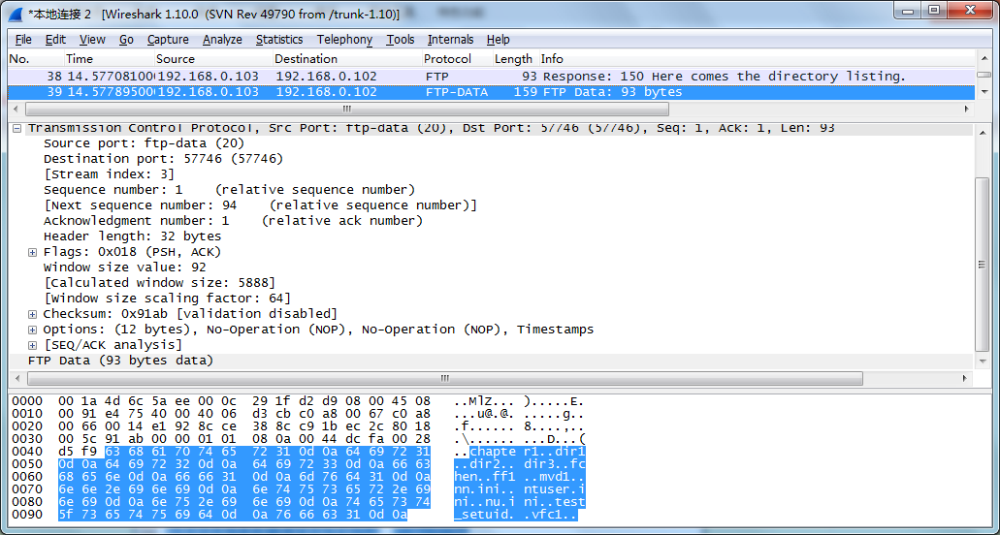 *本地连接 2 [Wireshark 1.10.0 (SVN Rev 49790 from /trunk-1.10)]
File Edit View Go Capture Analyze Statistics Telephony Tools Internals Help
No. Time Source Destination Protocol Length Info
38 14.577081000 192.168.0.103 192.168.0.102 FTP 93 Response: 150 Here comes the directory listing.
39 14.577895000 192.168.0.103 192.168.0.102 FTP-DATA 159 FTP Data: 93 bytes
Transmission Control Protocol, Src Port: ftp-data (20), Dst Port: 57746 (57746), Seq: 1, Ack: 1, Len: 93
Source port: ftp-data (20)
Destination port: 57746 (57746)
[Stream index: 3]
Sequence number: 1 (relative sequence number)
[Next sequence number: 94 (relative sequence number)]
Acknowledgment number: 1 (relative ack number)
Header length: 32 bytes
Flags: 0x018 (PSH, ACK)
Window size value: 92
[Calculated window size: 5888]
[Window size scaling factor: 64]
Checksum: 0x91ab [validation disabled]
Options: (12 bytes), No-Operation (NOP), No-Operation (NOP), Timestamps
[SEQ/ACK analysis]
FTP Data (93 bytes data)
0000 00 1a 4d 6c 5a ee 00 0c 29 1f d2 d9 08 00 45 08 ..MlZ... ).....E.
0010 00 91 e4 75 40 00 40 06 d3 cb c0 a8 00 67 c0 a8 ...u@.@. .....g..
0020 00 66 00 14 e1 92 8c ce 38 8c c9 1b ec 2c 80 18 .f...... 8....,..
0030 00 5c 91 ab 00 00 01 01 08 0a 00 44 dc fa 00 28 .\...... ...D...(
0040 d5 f9 63 68 61 70 74 65 72 31 0d 0a 64 69 72 31 ..chapte r1..dir1
0050 0d 0a 64 69 72 32 0d 0a 64 69 72 33 0d 0a 66 63 ..dir2.. dir3..fc
0060 68 65 6e 0d 0a 66 66 31 0d 0a 6d 76 64 31 0d 0a hen..ff1 ..mvd1..
0070 6e 6e 2e 69 6e 69 0d 0a 6e 74 75 73 65 72 2e 69 nn.ini.. ntuser.i
0080 6e 69 0d 0a 6e 75 2e 69 6e 69 0d 0a 74 65 73 74 ni..nu.i ni..test
0090 5f 73 65 74 75 69 64 0d 0a 76 66 63 31 0d 0a _setuid. .vfc1..